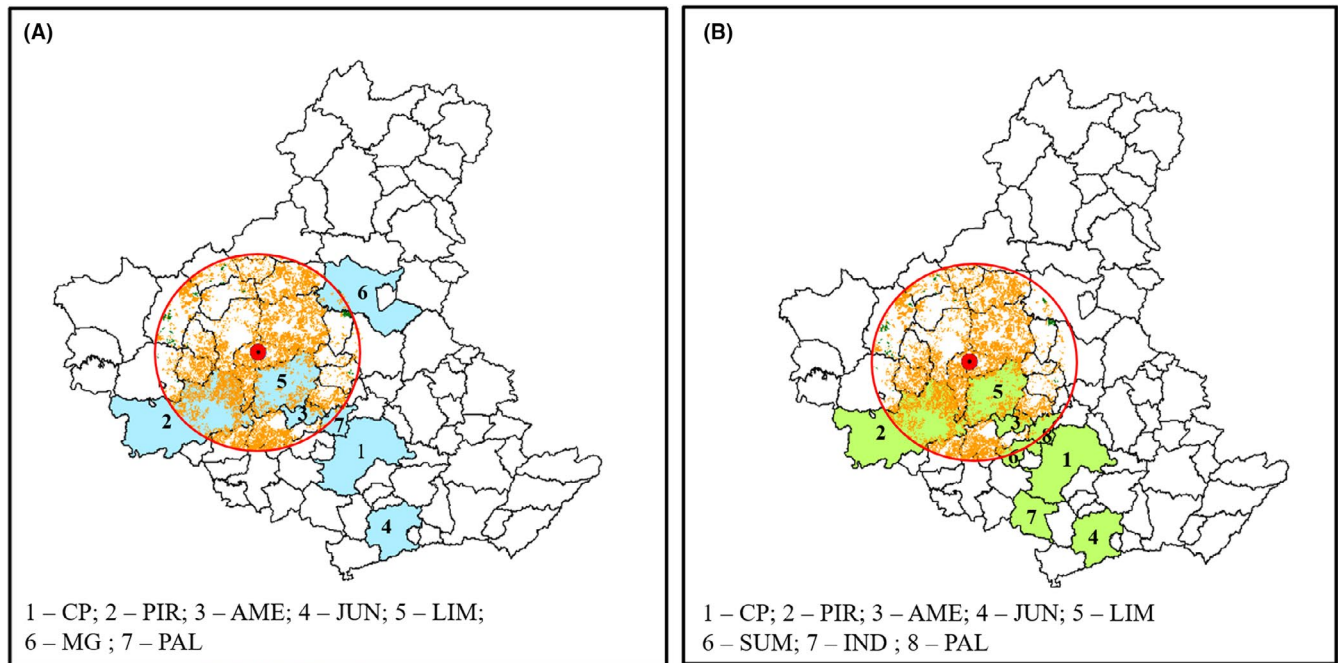 (A)
6
5
2
3
7
1
4
1 – CP; 2 – PIR; 3 – AME; 4 – JUN; 5 – LIM;
6 – MG ; 7 – PAL
(B)
5
2
3
8
6
1
7
4
1 – CP; 2 – PIR; 3 – AME; 4 – JUN; 5 – LIM
6 – SUM; 7 – IND ; 8 – PAL